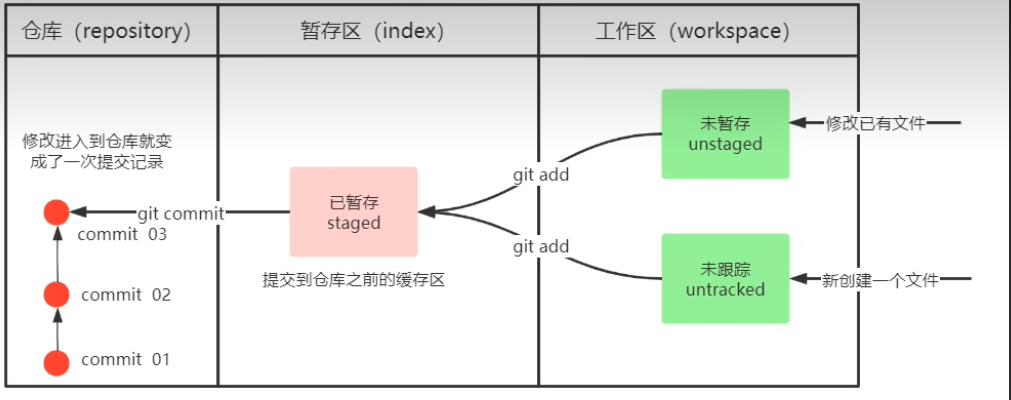 仓库（repository）
暂存区（index）
工作区（workspace）
修改进入到仓库就变
成了一次提交记录
未暂存
unstaged
修改已有文件
git add
已暂存
staged
git commit
commit 03
git add
提交到仓库之前的缓存区
未跟踪
untracked
新创建一个文件
commit 02
commit 01